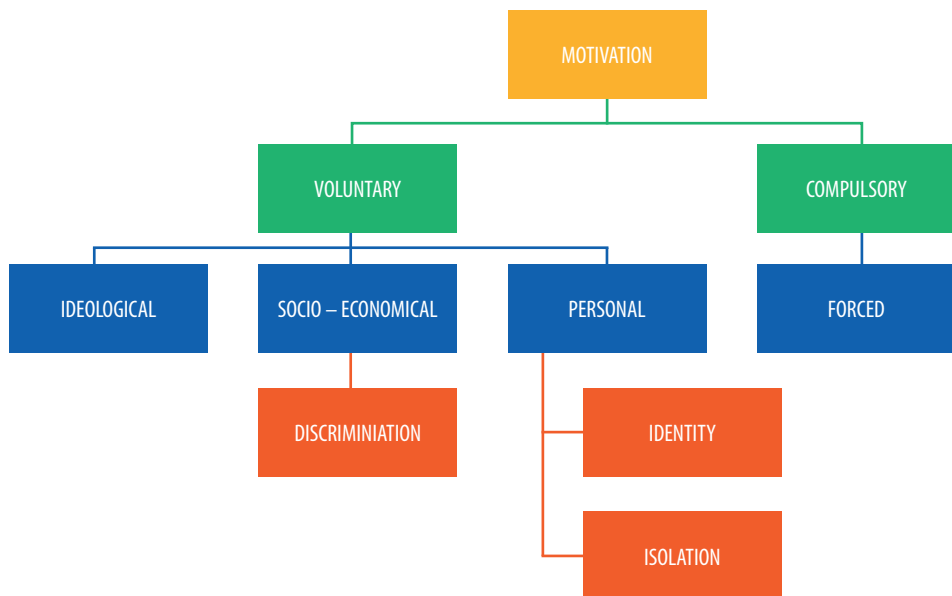 MOTIVATION
VOLUNTARY
COMPULSORY
IDEOLOGICAL
SOCIO – ECONOMICAL
PERSONAL
FORCED
DISCRIMINIATION
IDENTITY
ISOLATION